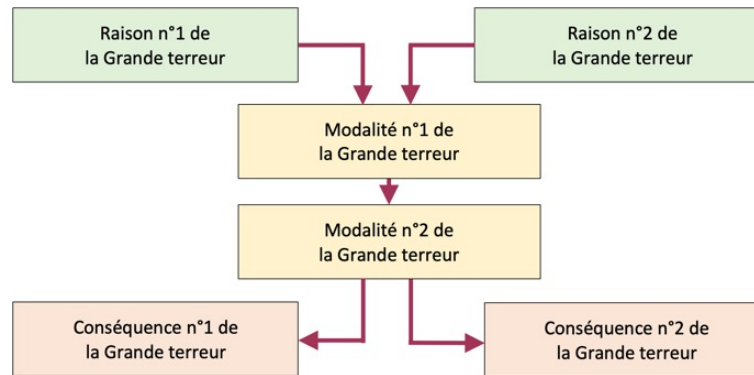 Raison n°1 de
la Grande terreur
Raison n°2 de
la Grande terreur
Modalité n°1 de
la Grande terreur
Modalité n°2 de
la Grande terreur
Conséquence n°1 de
la Grande terreur
Conséquence n°2 de
la Grande terreur